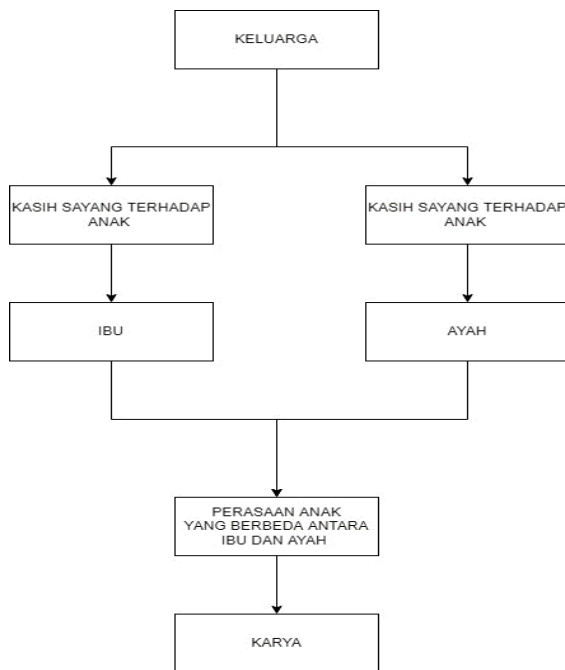 KELUARGA
KASIH SAYANG TERHADAP
ANAK
KASIH SAYANG TERHADAP
ANAK
IBU
AYAH
PERASAAN ANAK
YANG BERBEDA ANTARA
IBU DAN AYAH
KARYA